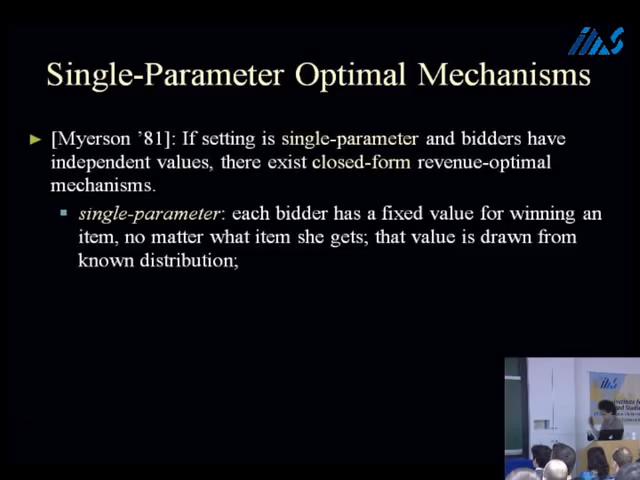 ims
Single-Parameter Optimal Mechanisms
[Myerson '81]: If setting is single-parameter and bidders have
independent values, there exist closed-form revenue-optimal
mechanisms.
single-parameter: each bidder has a fixed value for winning an
item, no matter what item she gets; that value is drawn from
known distribution;